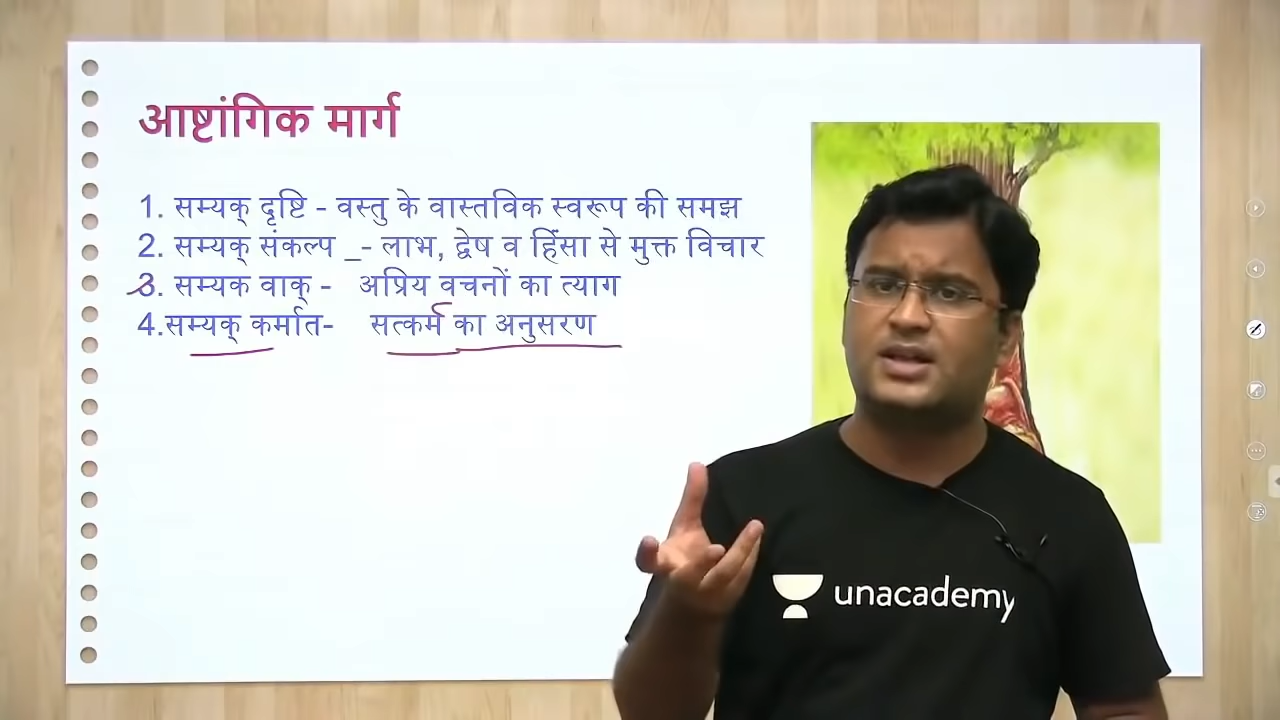 आष्टांगिक मार्ग
1. सम्यक् दृष्टि - वस्तु के वास्तविक स्वरूप की समझ
2. सम्यक् संकल्प _- लाभ, द्वेष व हिंसा से मुक्त विचार
3. सम्यक वाक् - अप्रिय वचनों का त्याग
4.सम्यक् कर्मात- सत्कर्म का अनुसरण
unacademy